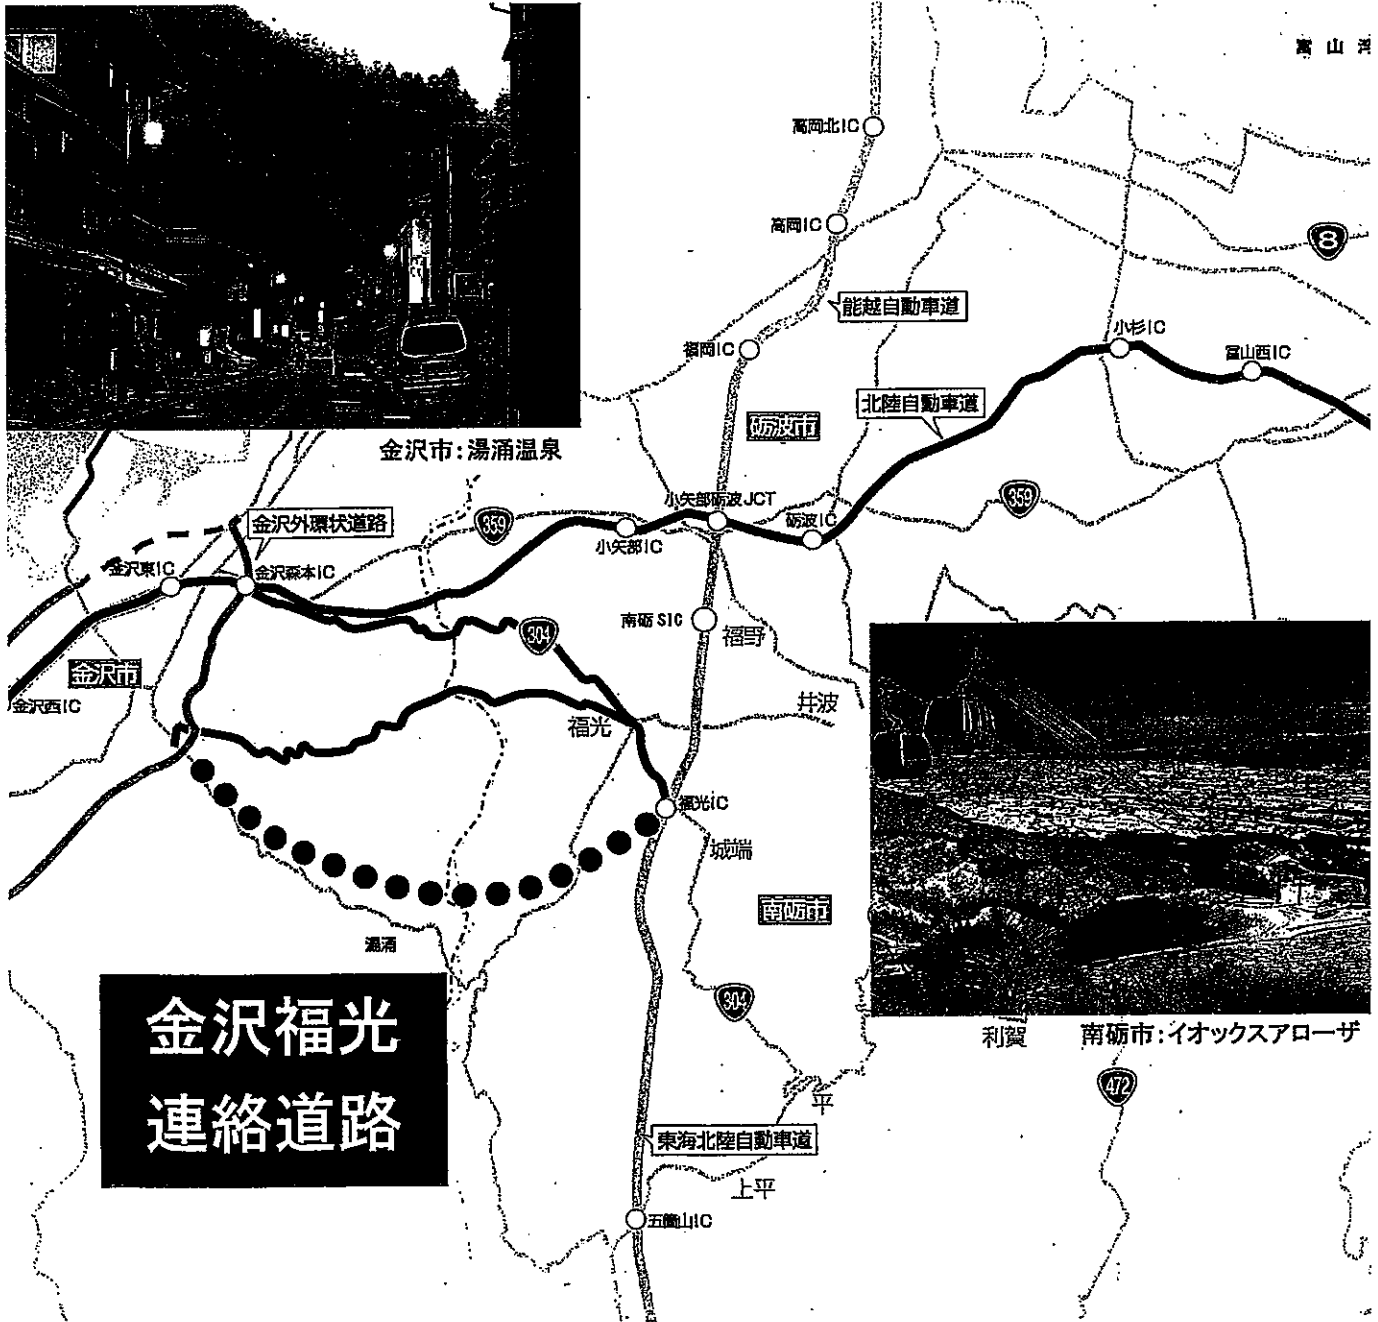 富山湾
高岡北IC
高岡IC
8
能越自動車道
小杉IC
福岡IC
富山西IC
北陸自動車道
砺波市
金沢市：湯涌温泉
小矢部砺波JCT
359
359
砺波IC
金沢外環状道路
小矢部IC
金沢東IC
金沢森本IC
南砺SIC
304
福野
金沢市
金沢西IC
井波
福光
福光IC
城端
南砺市
湯涌
304
金沢福光
連絡道路
利賀
南砺市：イオックスアローザ
472
平
東海北陸自動車道
上平
五箇山IC